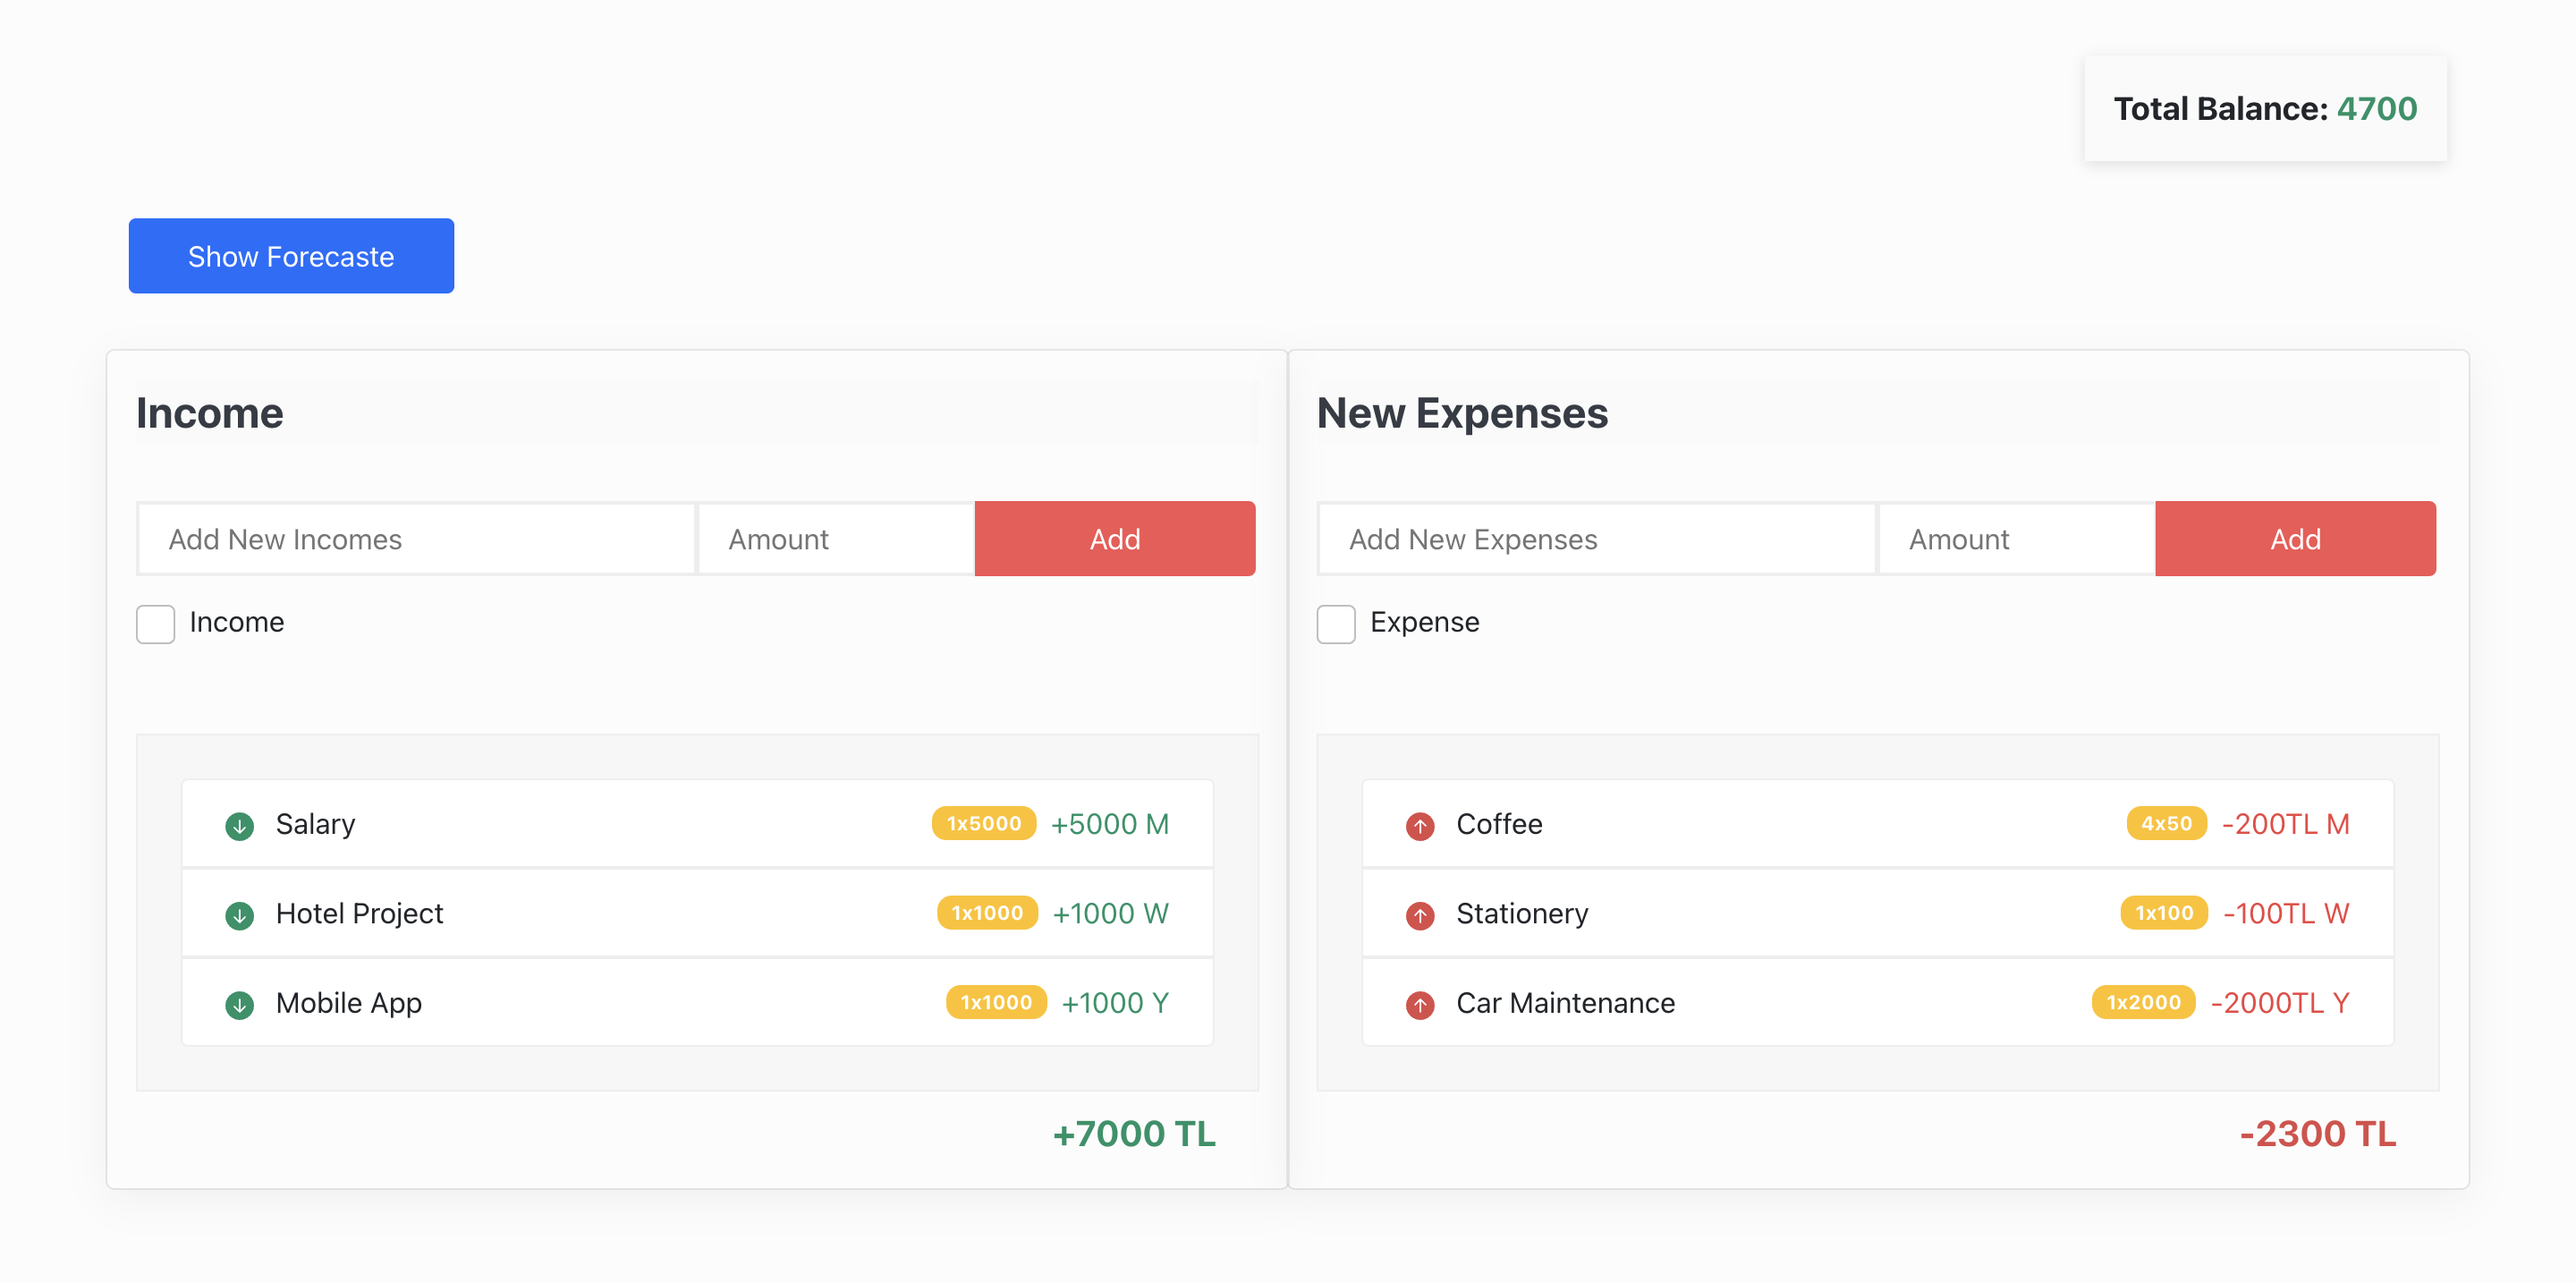 Total Balance: 4700
Show Forecaste
Income
Add New Incomes Amount Add
Income
Salary 1x5000 +5000 M
Hotel Project 1x1000 +1000 W
Mobile App 1x1000 +1000 Y
+7000 TL
New Expenses
Add New Expenses Amount Add
Expense
Coffee 4x50 -200TL M
Stationery 1x100 -100TL W
Car Maintenance 1x2000 -2000TL Y
-2300 TL